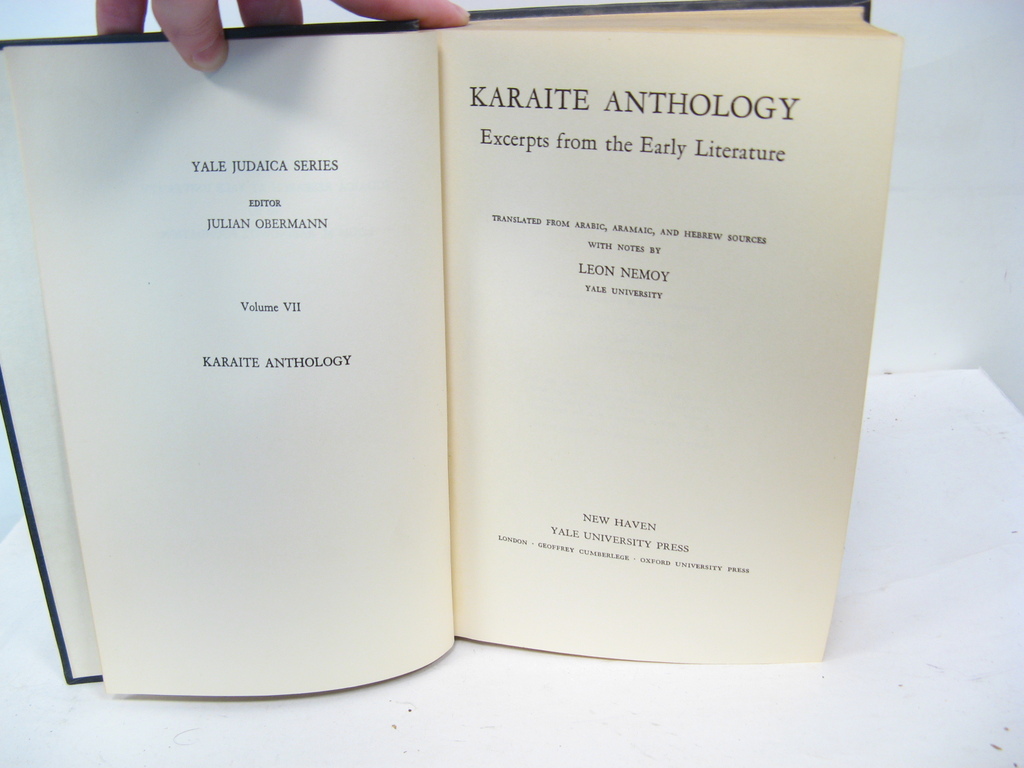 YALE JUDAICA SERIES
EDITOR
JULIAN OBERMANN
Volume VII
KARAITE ANTHOLOGY
KARAITE ANTHOLOGY
Excerpts from the Early Literature
TRANSLATED FROM ARABIC, ARAMAIC, AND HEBREW SOURCES
WITH NOTES BY
LEON NEMOY
YALE UNIVERSITY
NEW HAVEN
YALE UNIVERSITY PRESS
LONDON · GEOFFREY CUMBERLEGE · OXFORD UNIVERSITY PRESS